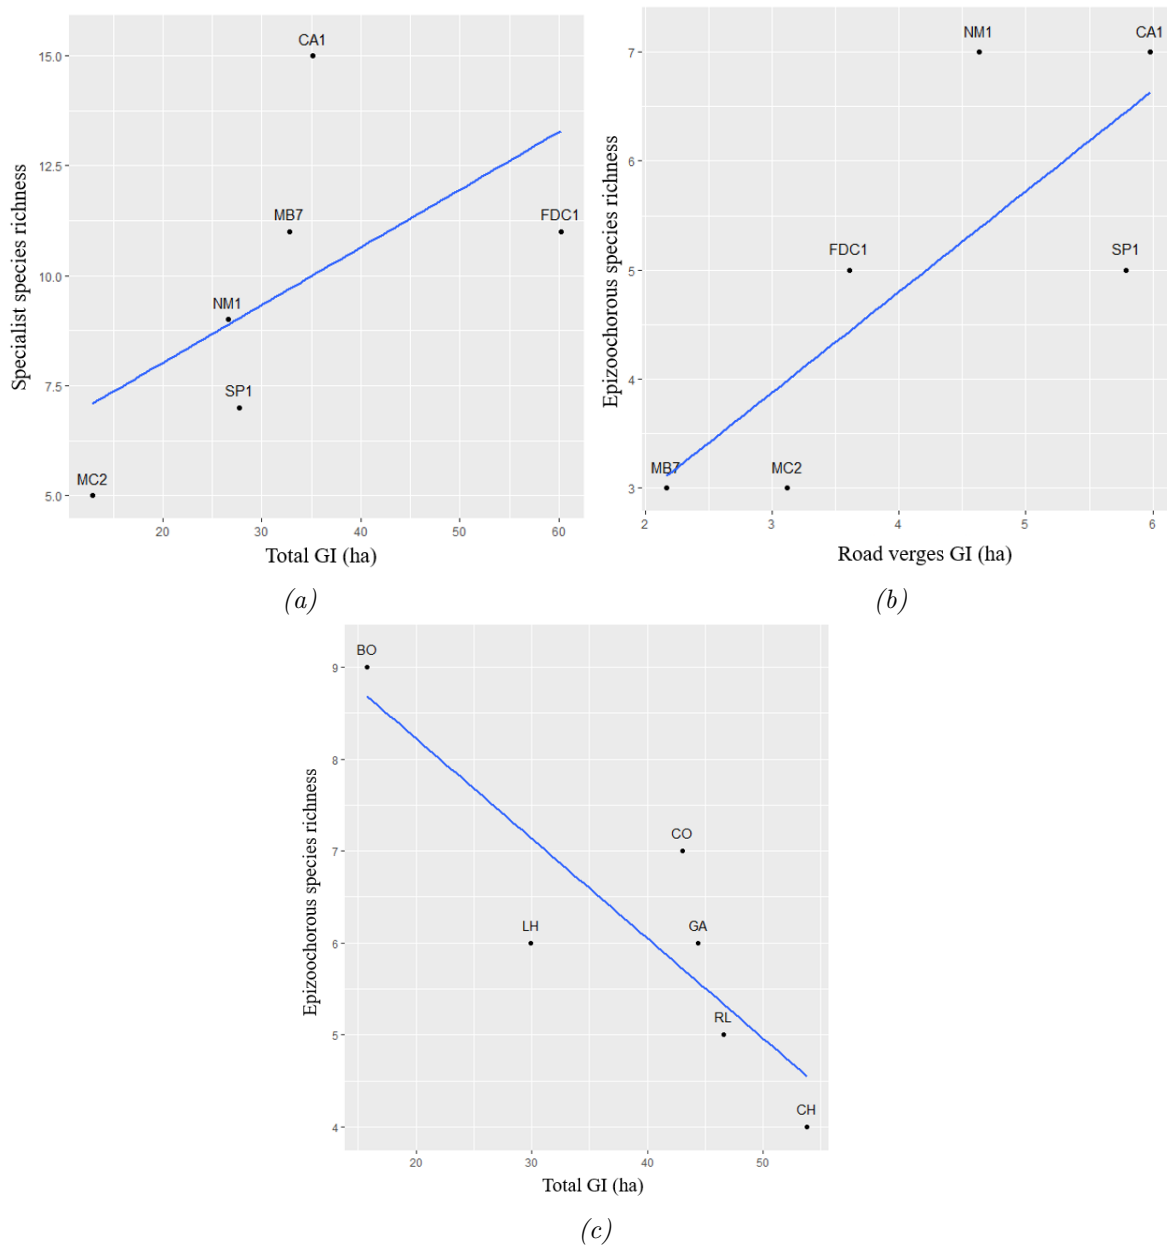 CA1
15.0
12.5
MB7
FDC1
10.0
NM1
7.5
SP1
MC2
5.0
Specialist species richness
20 30 40 50 60
Total GI (ha)
(a)
NM1 CA1
7
6
FDC1 SP1
5
4
MB7 MC2
3
Epizoochorous species richness
2 3 4 5 6
Road verges GI (ha)
(b)
BO
9
8
CO
7
LH GA
6
RL
5
CH
4
Epizoochorous species richness
20 30 40 50
Total GI (ha)
(c)